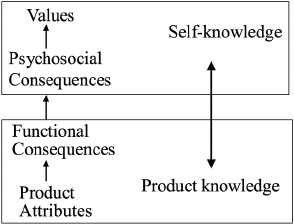 Values
Self-knowledge
Psychosocial
Consequences
Functional
Consequences
Product knowledge
Product
Attributes